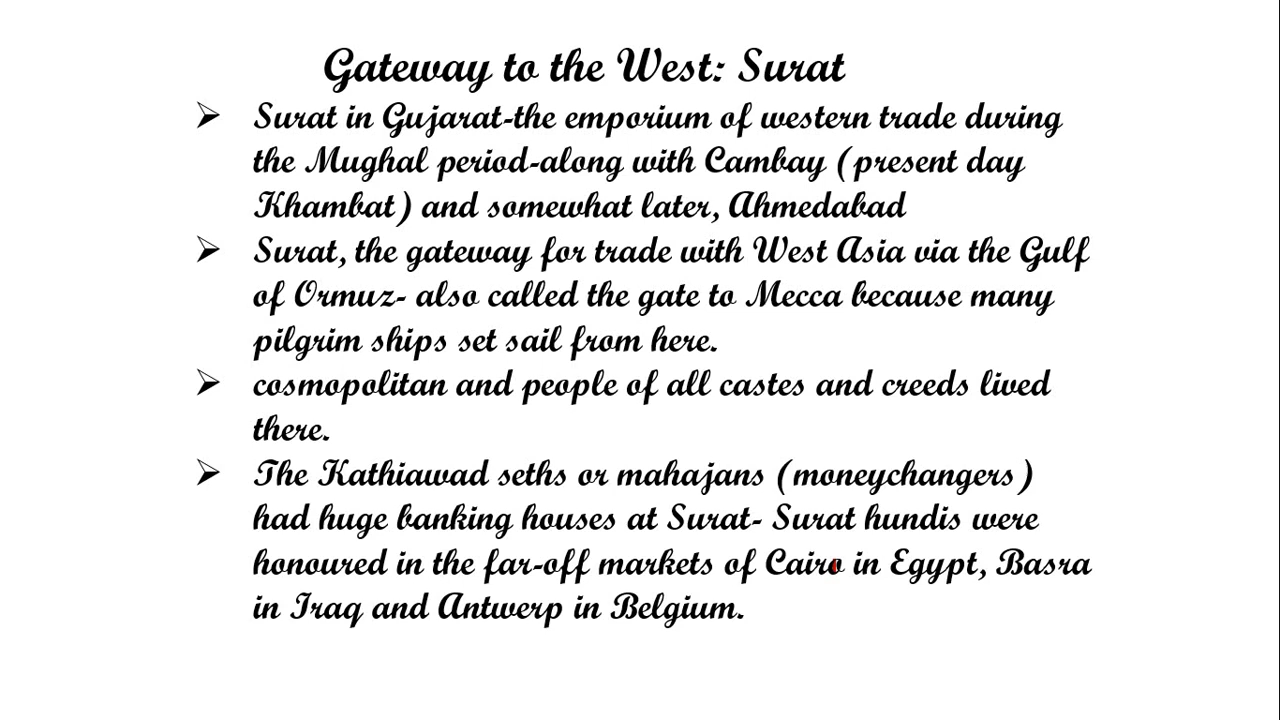 Gateway to the West: Surat
➢ Surat in Gujarat-the emporium of western trade during
the Mughal period-along with Cambay (present day
Khambat) and somewhat later, Ahmedabad
➢ Surat, the gateway for trade with West Asia via the Gulf
of Ormuz- also called the gate to Mecca because many
pilgrim ships set sail from here.
➢ cosmopolitan and people of all castes and creeds lived
there.
➢ The Kathiawad seths or mahajans (moneychangers)
had huge banking houses at Surat- Surat hundis were
honoured in the far-off markets of Cairo in Egypt, Basra
in Iraq and Antwerp in Belgium.